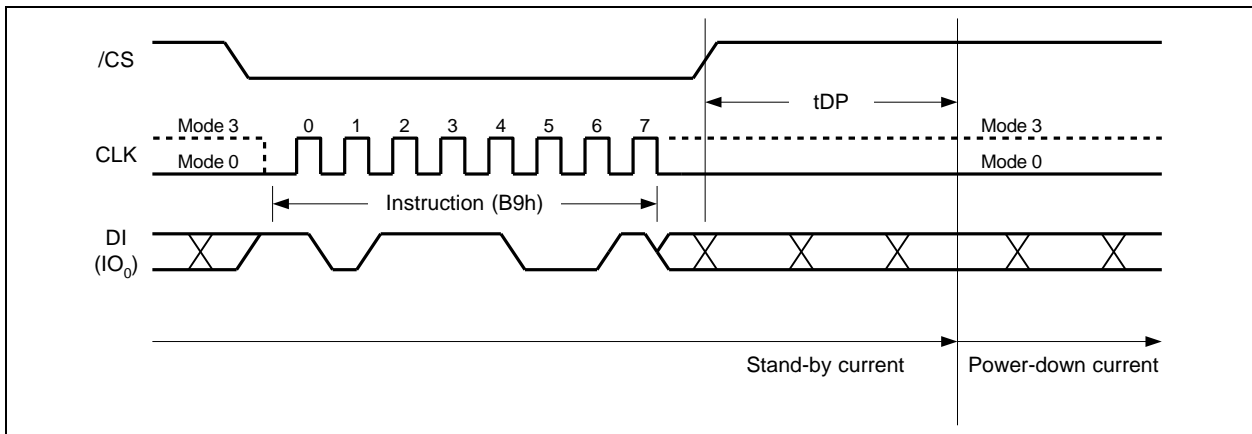 /CS
tDP
Mode 3 0 1 2 3 4 5 6 7 Mode 3
CLK
Mode 0 Mode 0
Instruction (B9h)
DI
(IO0)
Stand-by current Power-down current